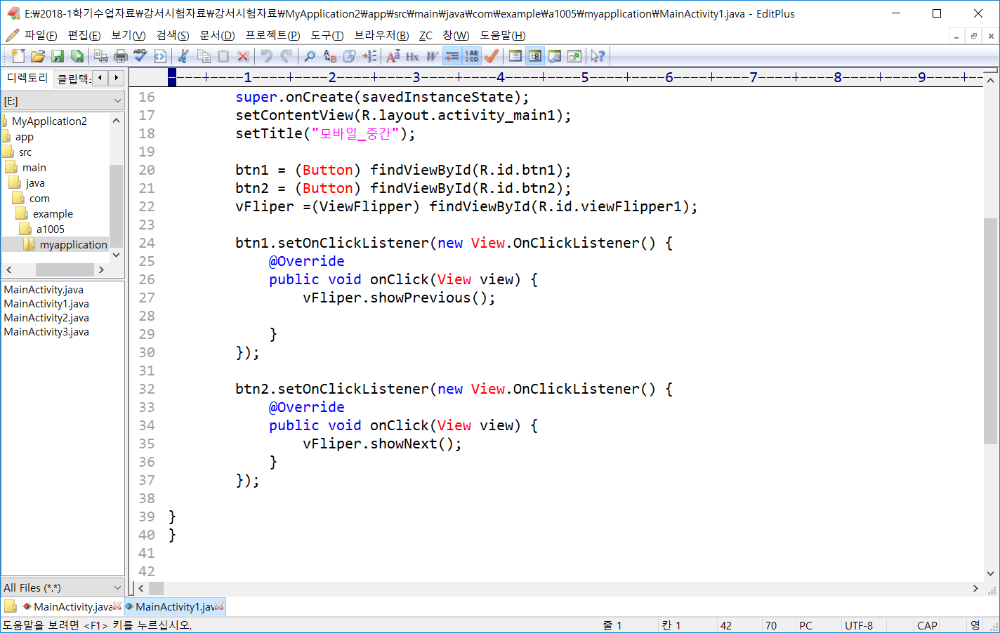 E:\2018-1학기수업자료\강서시험자료\강서시험자료\MyApplication2\app\src\main\java\com\example\a1005\myapplication\MainActivity1.java - EditPlus
파일(F) 편집(E) 보기(V) 검색(S) 문서(D) 프로젝트(P) 도구(T) 브라우저(B) ZC 창(W) 도움말(H)
디렉토리 클립텍
[E:]
MyApplication2
app
src
main
java
com
example
a1005
myapplication
MainActivity.java
MainActivity1.java
MainActivity2.java
MainActivity3.java
All Files (*.*)
----+----1----+----2----+----3----+----4----+----5----+----6----+----7----+----8----+----9----+--
16 super.onCreate(savedInstanceState);
17 setContentView(R.layout.activity_main1);
18 setTitle("모바일_중간");
19
20 btn1 = (Button) findViewById(R.id.btn1);
21 btn2 = (Button) findViewById(R.id.btn2);
22 vFliper =(ViewFlipper) findViewById(R.id.viewFlipper1);
23
24 btn1.setOnClickListener(new View.OnClickListener() {
25 @Override
26 public void onClick(View view) {
27 vFliper.showPrevious();
28
29 }
30 });
31
32 btn2.setOnClickListener(new View.OnClickListener() {
33 @Override
34 public void onClick(View view) {
35 vFliper.showNext();
36 }
37 });
38
39 }
40 }
41
42
MainActivity.java MainActivity1.jav
도움말을 보려면 <F1> 키를 누르십시오. 줄 1 칸 1 42 70 PC UTF-8 CAP 영